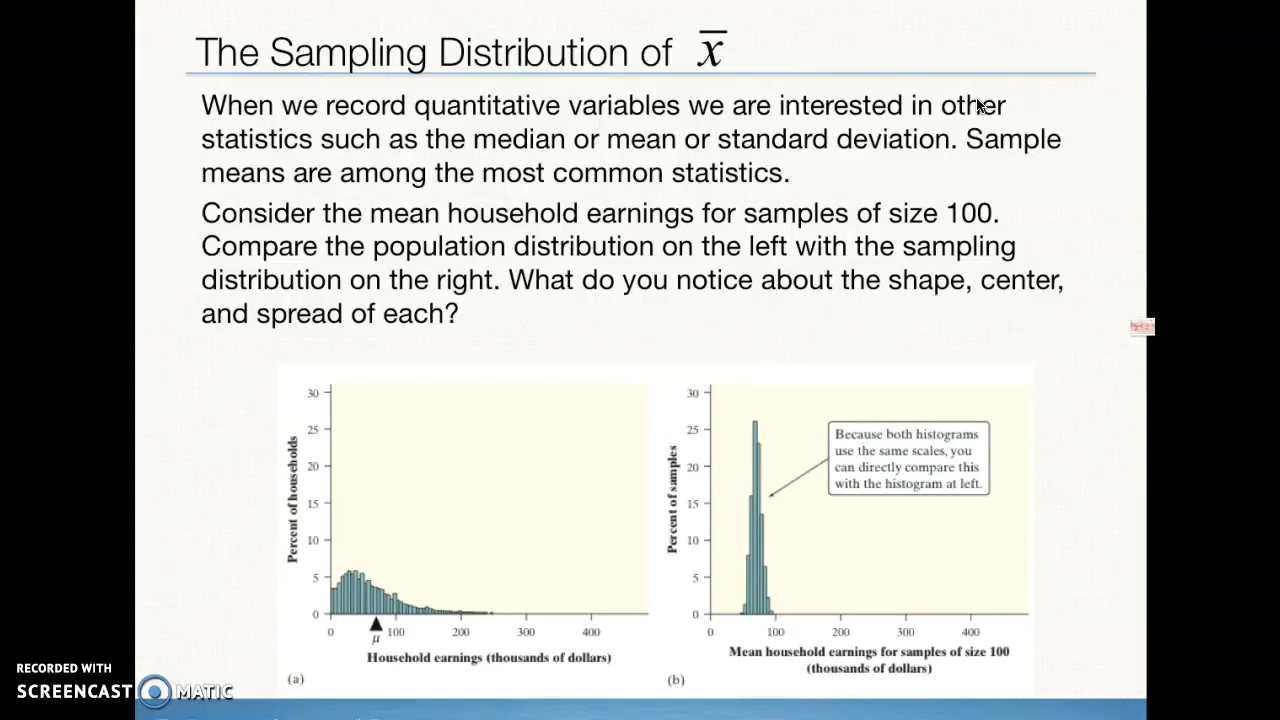 The Sampling Distribution of x̅
When we record quantitative variables we are interested in other
statistics such as the median or mean or standard deviation. Sample
means are among the most common statistics.
Consider the mean household earnings for samples of size 100.
Compare the population distribution on the left with the sampling
distribution on the right. What do you notice about the shape, center,
and spread of each?
30
25
20
15
10
5
0
Percent of households
0 100 200 300 400
μ
Household earnings (thousands of dollars)
(a)
30
25
20
15
10
5
0
Percent of samples
Because both histograms
use the same scales, you
can directly compare this
with the histogram at left.
0 100 200 300 400
Mean household earnings for samples of size 100
(thousands of dollars)
(b)
RECORDED WITH
SCREENCAST MATIC